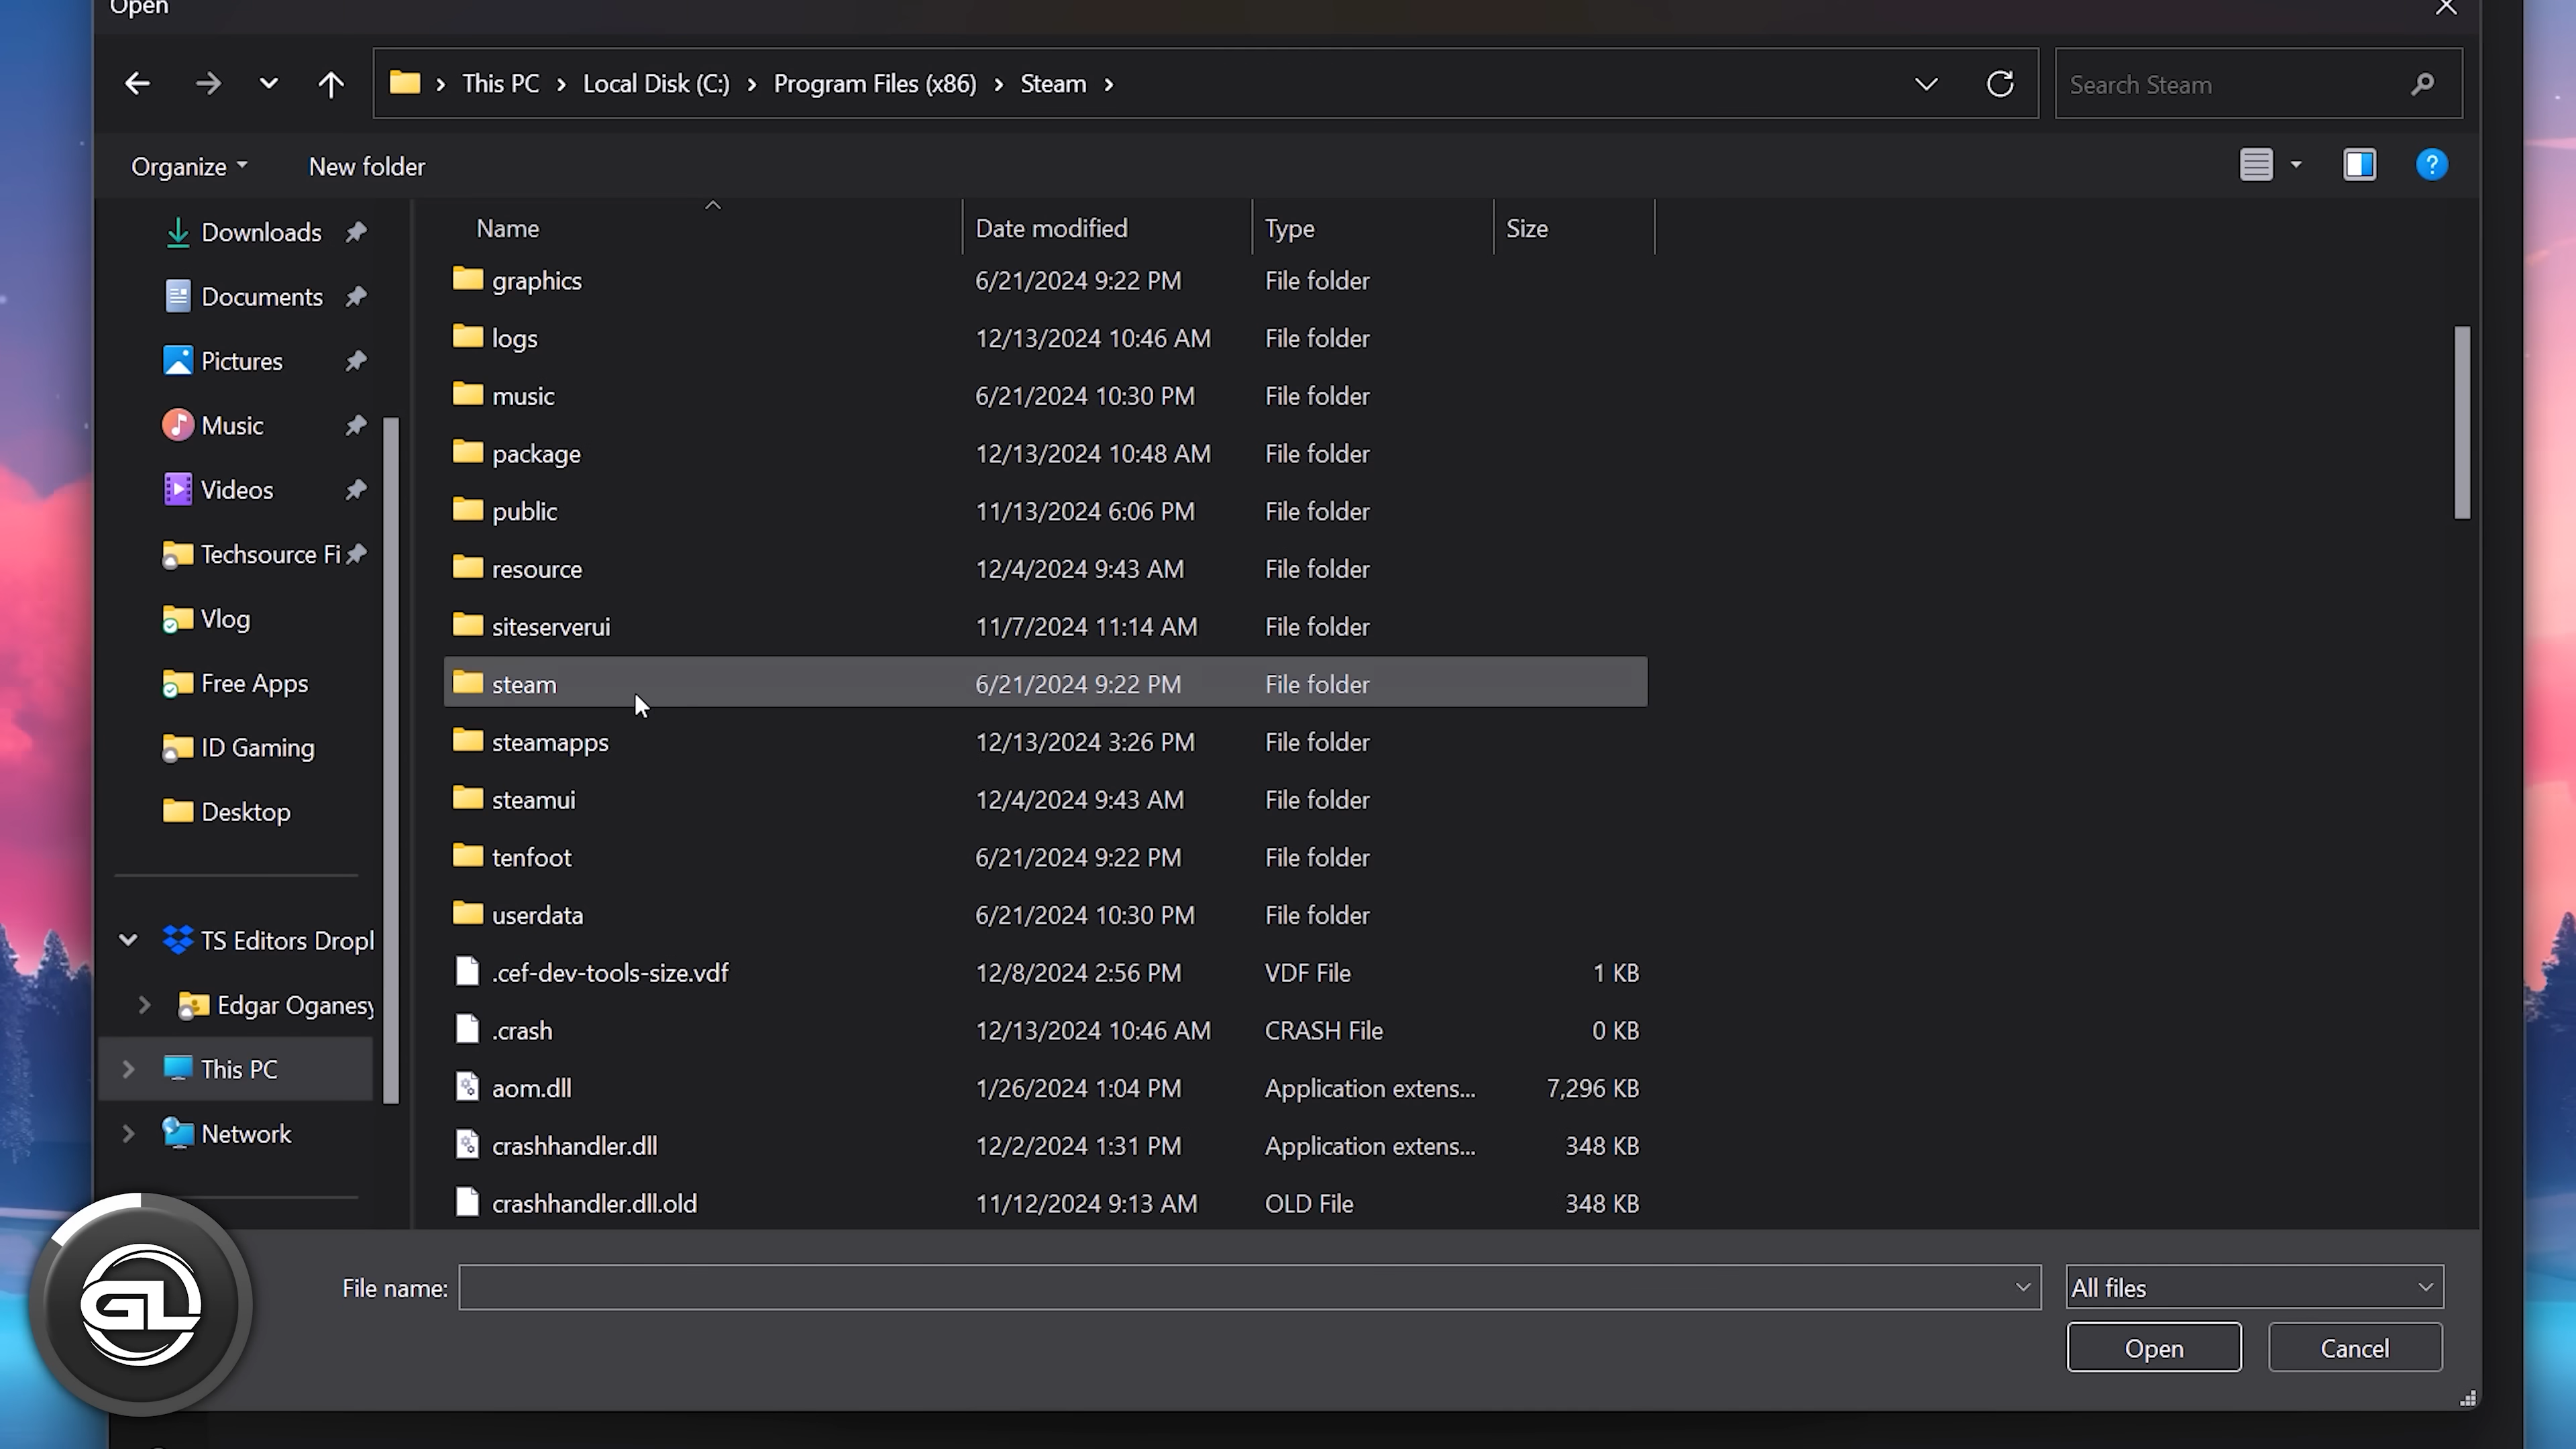 Open
This PC > Local Disk (C:) > Program Files (x86) > Steam >
Search Steam
Organize
New folder
Downloads
Documents
Pictures
Music
Videos
Techsource Fi
Vlog
Free Apps
ID Gaming
Desktop
TS Editors Dropl
Edgar Oganesy
This PC
Network
Name Date modified Type Size
graphics 6/21/2024 9:22 PM File folder
logs 12/13/2024 10:46 AM File folder
music 6/21/2024 10:30 PM File folder
package 12/13/2024 10:48 AM File folder
public 11/13/2024 6:06 PM File folder
resource 12/4/2024 9:43 AM File folder
siteserverui 11/7/2024 11:14 AM File folder
steam 6/21/2024 9:22 PM File folder
steamapps 12/13/2024 3:26 PM File folder
steamui 12/4/2024 9:43 AM File folder
tenfoot 6/21/2024 9:22 PM File folder
userdata 6/21/2024 10:30 PM File folder
.cef-dev-tools-size.vdf 12/8/2024 2:56 PM VDF File 1 KB
.crash 12/13/2024 10:46 AM CRASH File 0 KB
aom.dll 1/26/2024 1:04 PM Application extens... 7,296 KB
crashhandler.dll 12/2/2024 1:31 PM Application extens... 348 KB
crashhandler.dll.old 11/12/2024 9:13 AM OLD File 348 KB
File name:
All files
Open
Cancel
GL